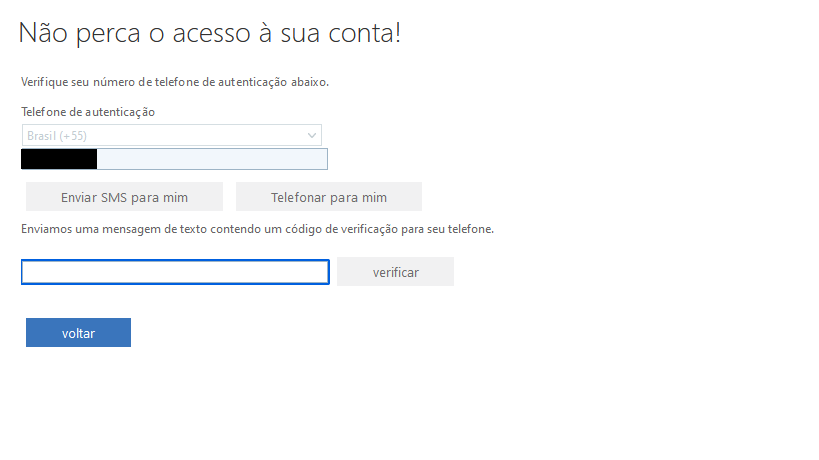 Não perca o acesso à sua conta!
Verifique seu número de telefone de autenticação abaixo.
Telefone de autenticação
Brasil (+55)
Enviar SMS para mim
Telefonar para mim
Enviamos uma mensagem de texto contendo um código de verificação para seu telefone.
verificar
voltar